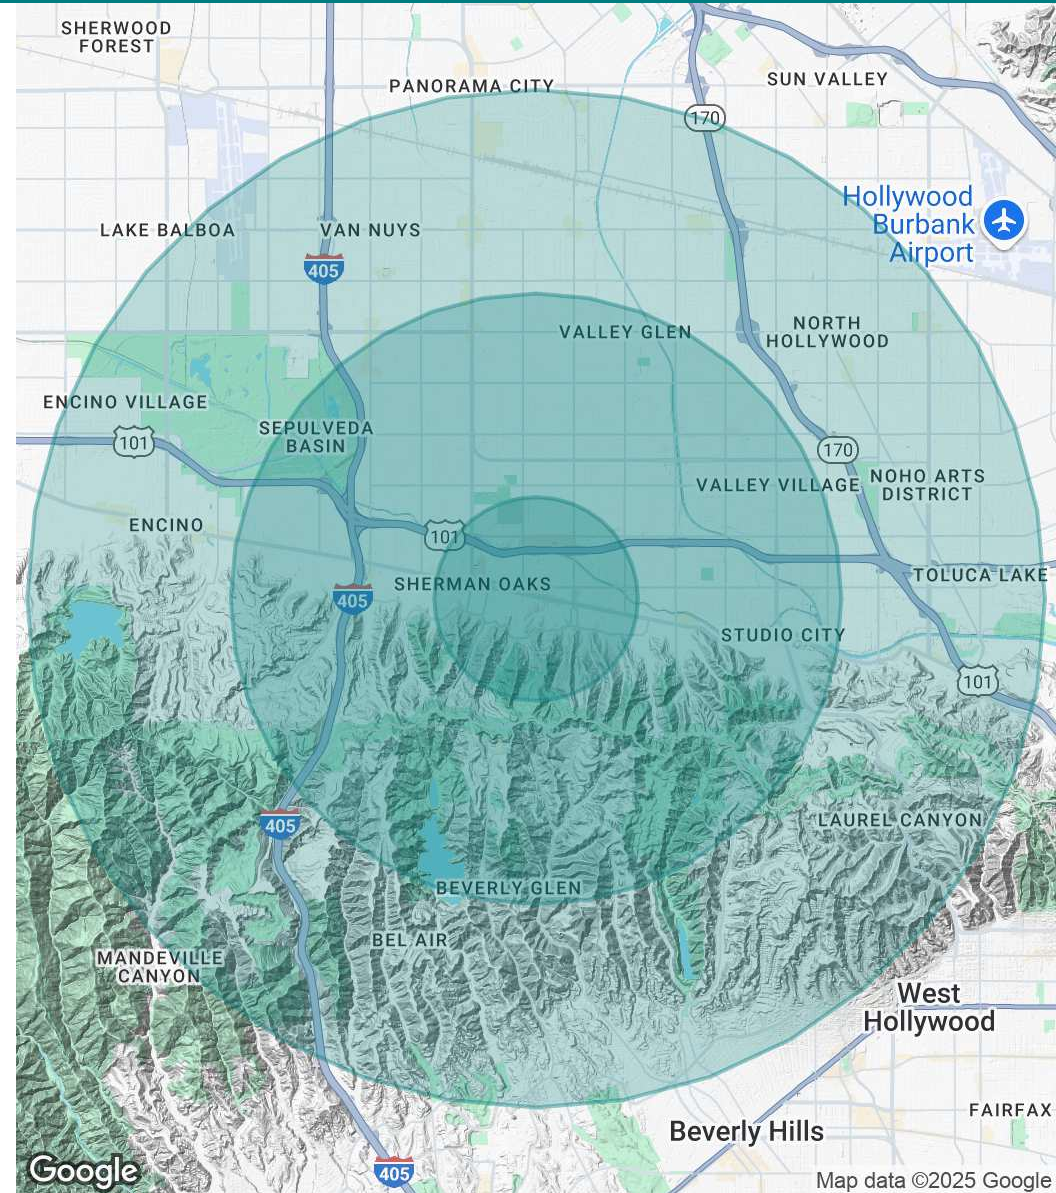 SHERWOOD
FOREST
PANORAMA CITY
SUN VALLEY
170
Hollywood
Burbank
Airport
LAKE BALBOA
VAN NUYS
405
VALLEY GLEN
NORTH
HOLLYWOOD
ENCINO VILLAGE
SEPULVEDA
BASIN
101
170
VALLEY VILLAGE
NOHO ARTS
DISTRICT
ENCINO
101
SHERMAN OAKS
TOLUCA LAKE
405
STUDIO CITY
101
405
LAUREL CANYON
BEVERLY GLEN
BEL AIR
MANDEVILLE
CANYON
West
Hollywood
FAIRFAX
Beverly Hills
Google
405
Map data ©2025 Google